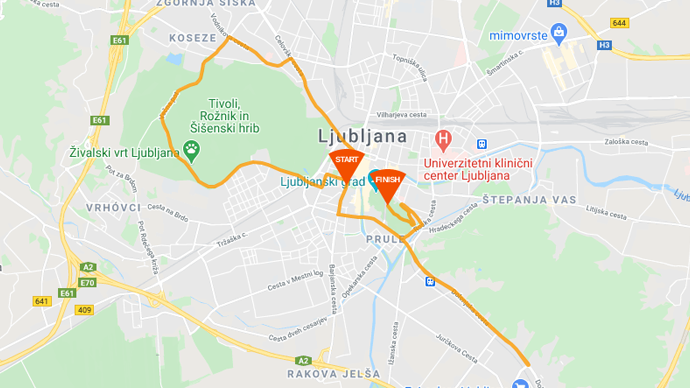 ZGORNJA ŠIŠKA
KOSEZE
Vodnikova cesta
Celovška cesta
E61
H3
644
H3
mimovrste
Topniška ulica
Šmartinska cesta
Vilharjeva cesta
Tivoli,
Rožnik in
Šišenski hrib
Ljubljana
H
Zaloška cesta
Živalski vrt Ljubljana
START
Univerzitetni klinični
center Ljubljana
Ljubljanski grad
FINISH
Pot za Brdom
VRHOVCI
Cesta na Brdo
ŠTEPANJA VAS
Litijska cesta
Hradeckega cesta
Pot Rdečega križa
Tržaška c.
PRULE
A2
E70
E61
641
409
Cesta v Mestni log
Barjanska cesta
Opekarska cesta
Dolenjska cesta
Cesta dveh cesarjev
Ižanska cesta
Jurčkova cesta
A2
RAKOVA JELŠA